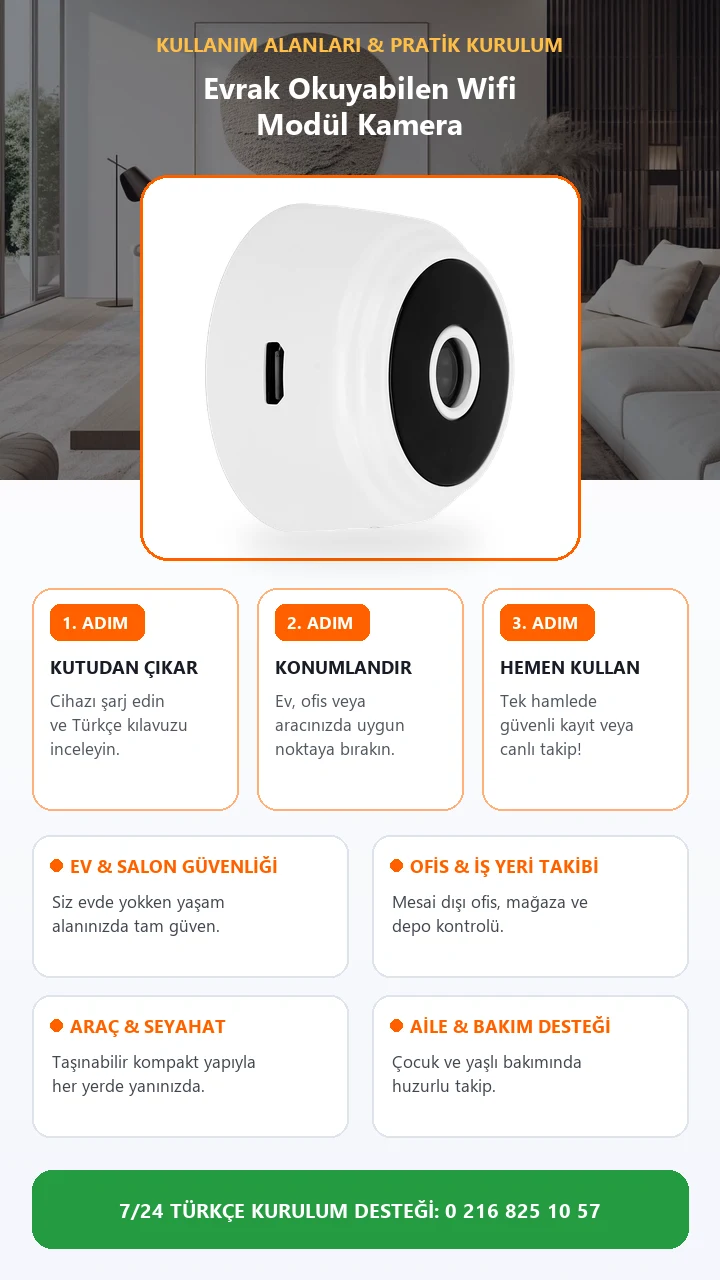 KULLANIM ALANLARI & PRATİK KURULUM
Evrak Okuyabilen Wifi
Modül Kamera
1. ADIM
KUTUDAN ÇIKAR
Cihazı şarj edin
ve Türkçe kılavuzu
inceleyin.
2. ADIM
KONUMLANDIR
Ev, ofis veya
aracınızda uygun
noktaya bırakın.
3. ADIM
HEMEN KULLAN
Tek hamlede
güvenli kayıt veya
canlı takip!
EV & SALON GÜVENLİĞİ
Siz evde yokken yaşam
alanınızda tam güven.
OFİS & İŞ YERİ TAKİBİ
Mesai dışı ofis, mağaza ve
depo kontrolü.
ARAÇ & SEYAHAT
Taşınabilir kompakt yapıyla
her yerde yanınızda.
AİLE & BAKIM DESTEĞİ
Çocuk ve yaşlı bakımında
huzurlu takip.
7/24 TÜRKÇE KURULUM DESTEĞİ: 0 216 825 10 57